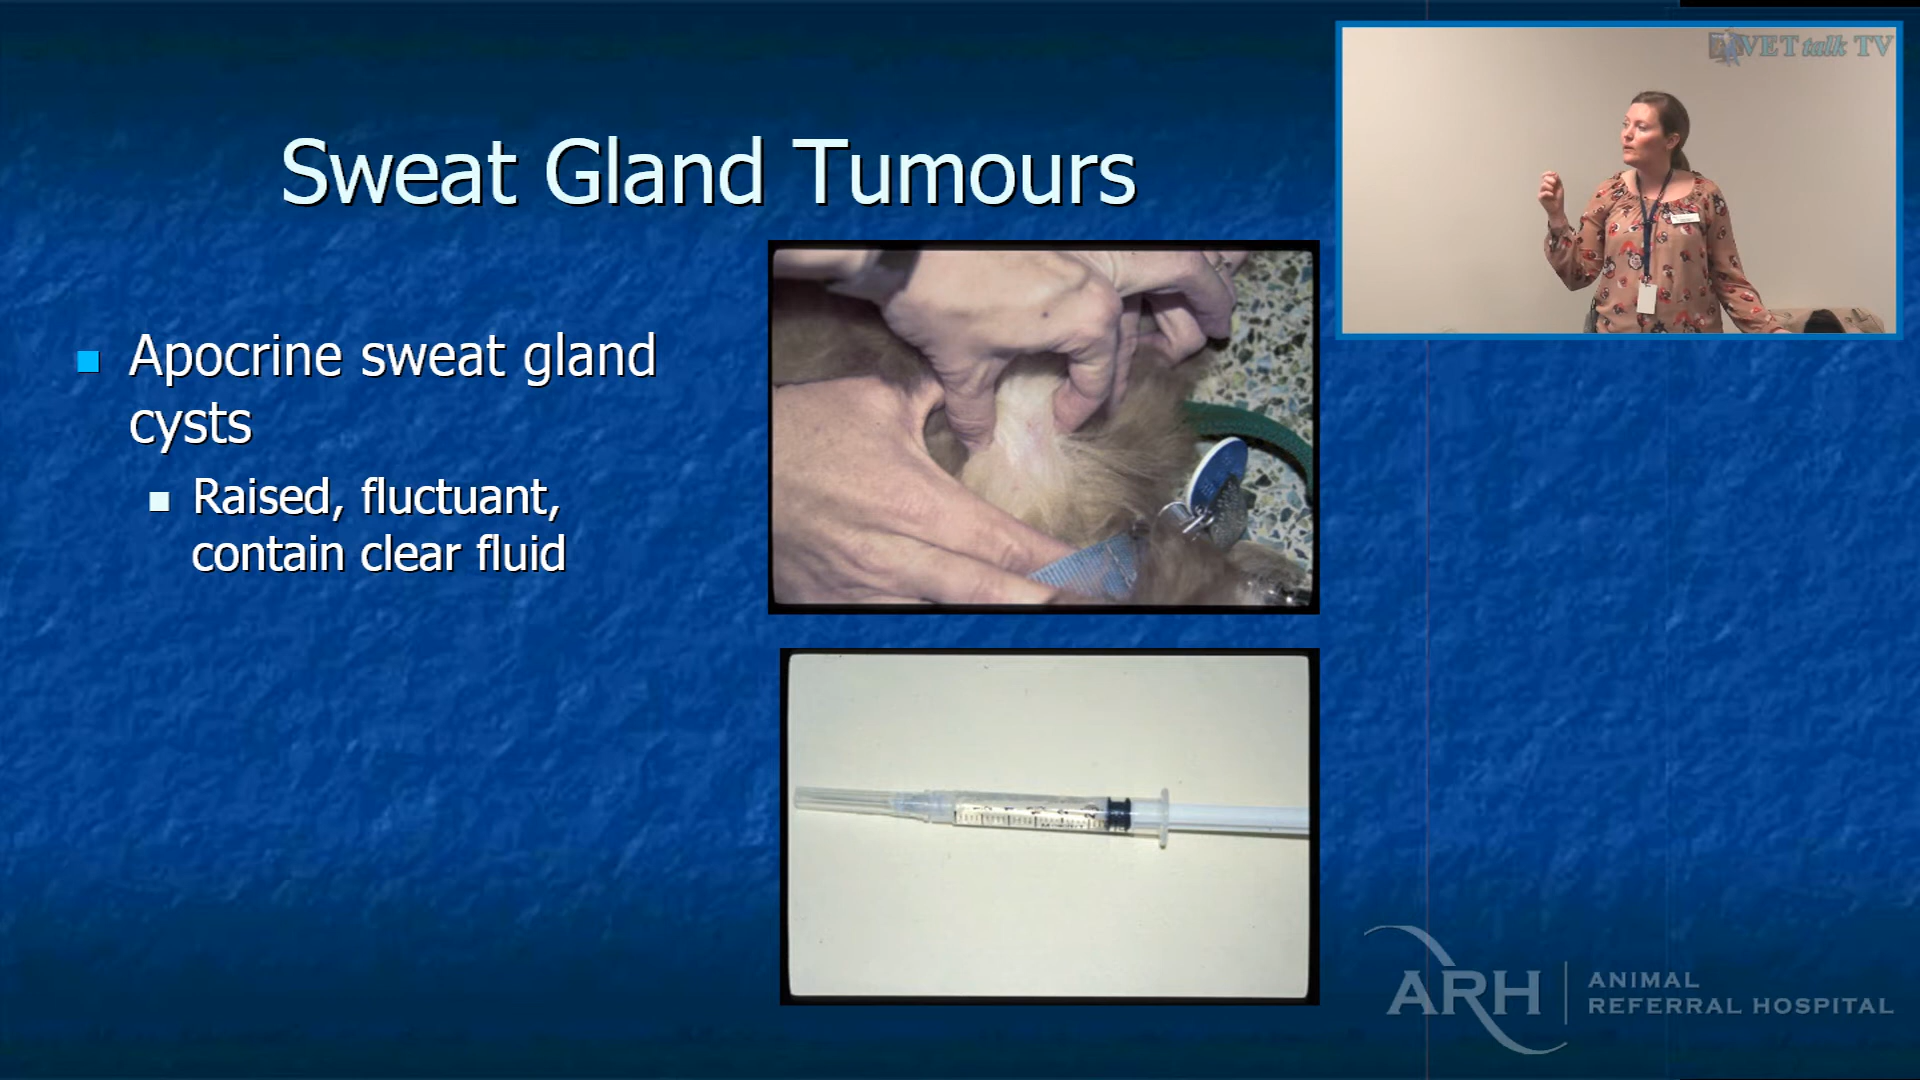 VET talk TV
Sweat Gland Tumours
Apocrine sweat gland
cysts
Raised, fluctuant,
contain clear fluid
ARH
ANIMAL
REFERRAL HOSPITAL